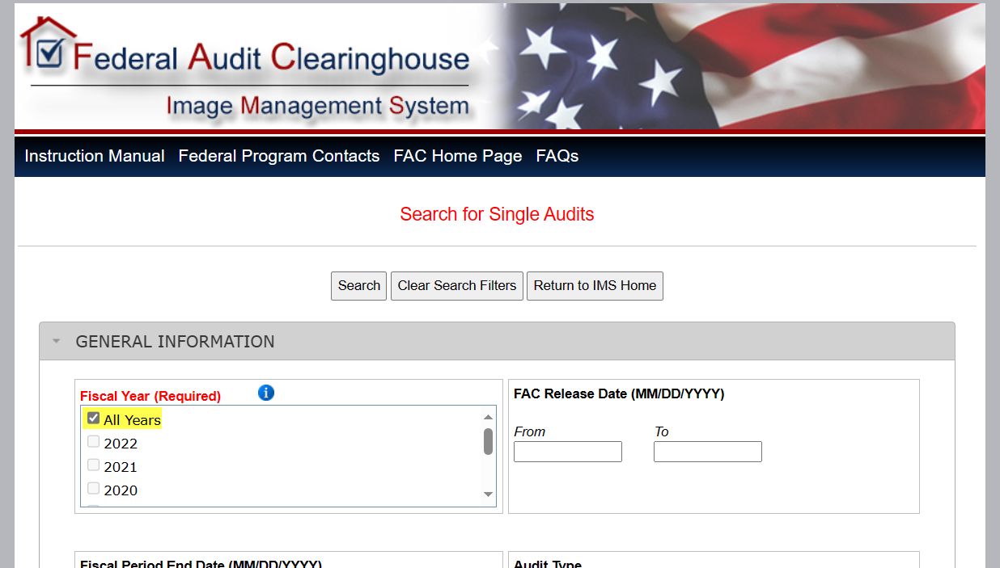 Federal Audit Clearinghouse
Image Management System
Instruction Manual Federal Program Contacts FAC Home Page FAQs
Search for Single Audits
Search Clear Search Filters Return to IMS Home
GENERAL INFORMATION
Fiscal Year (Required)
All Years
2022
2021
2020
FAC Release Date (MM/DD/YYYY)
From To
Fiscal Period End Date (MM/DD/YYYY)
Audit Type